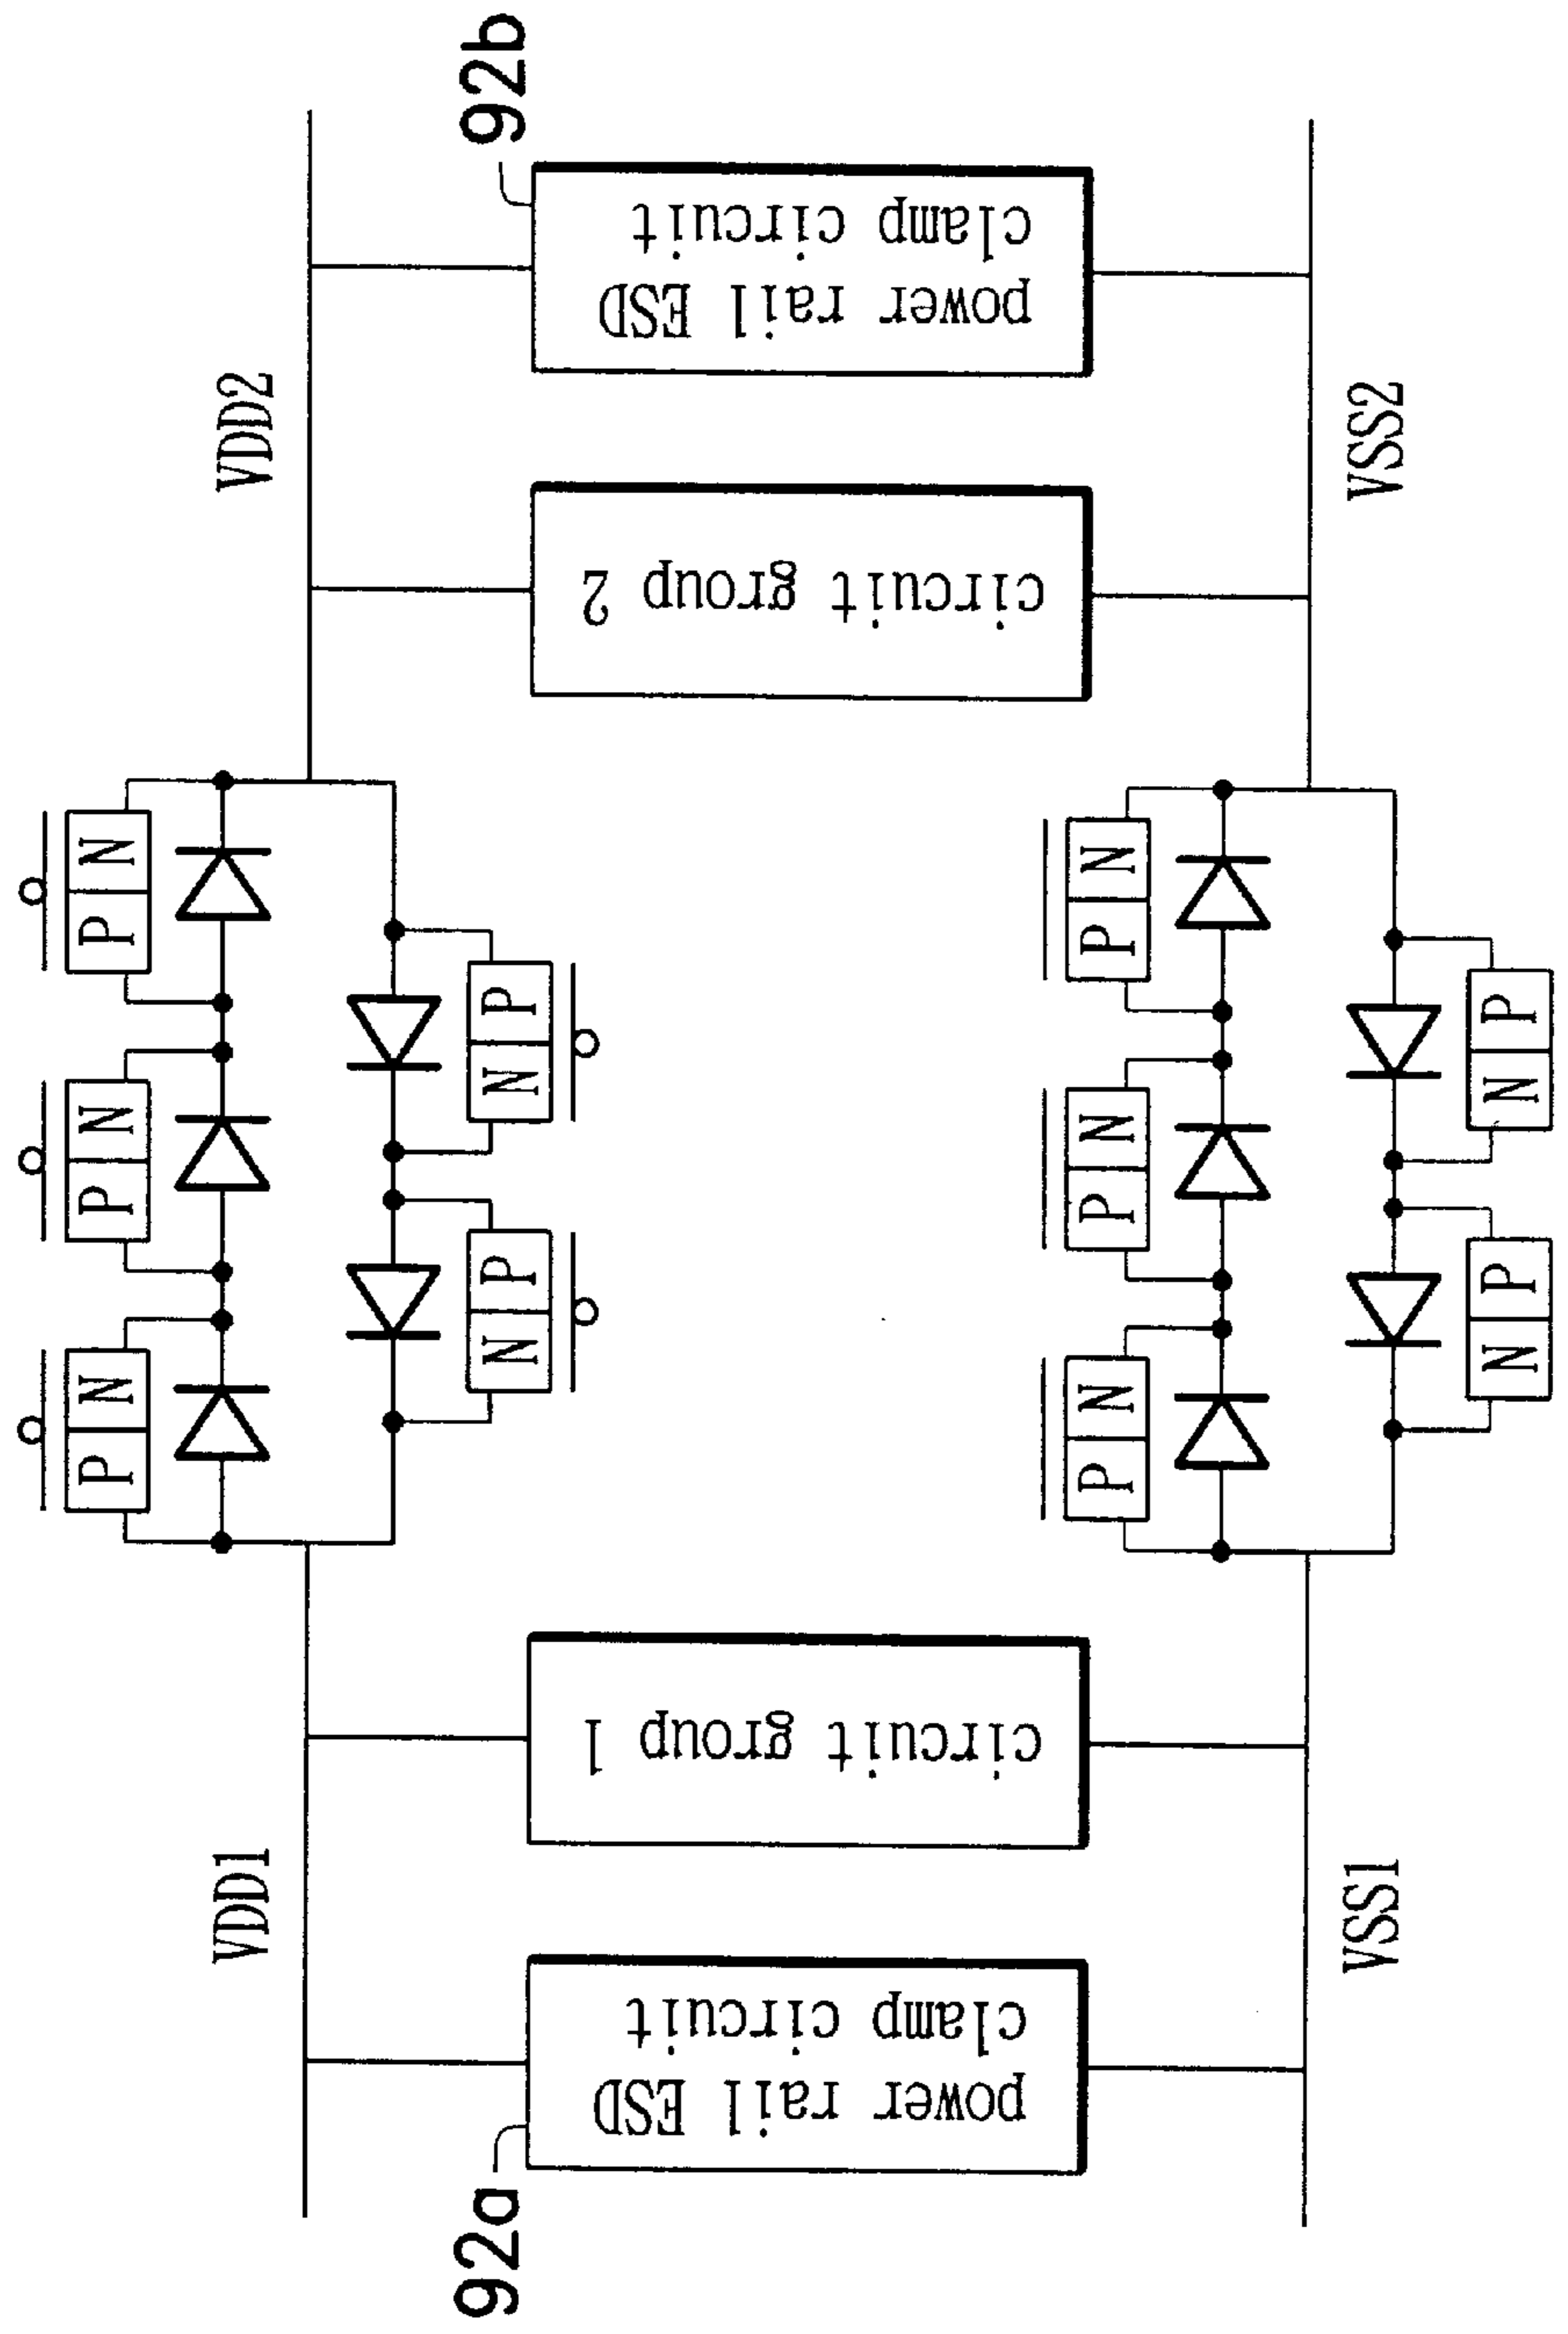 VDD1
VDD2
P N
P N
P N
N P
N P
92a
power rail ESD
clamp circuit
circuit group 1
circuit group 2
power rail ESD
clamp circuit
92b
P N
P N
P N
N P
N P
VSS1
VSS2